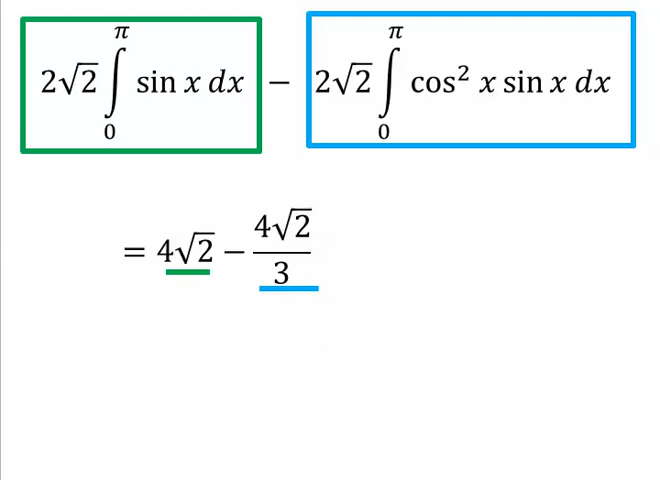 2√2 ∫₀^π sin x dx − 2√2 ∫₀^π cos² x sin x dx
= 4√2 − 4√2/3